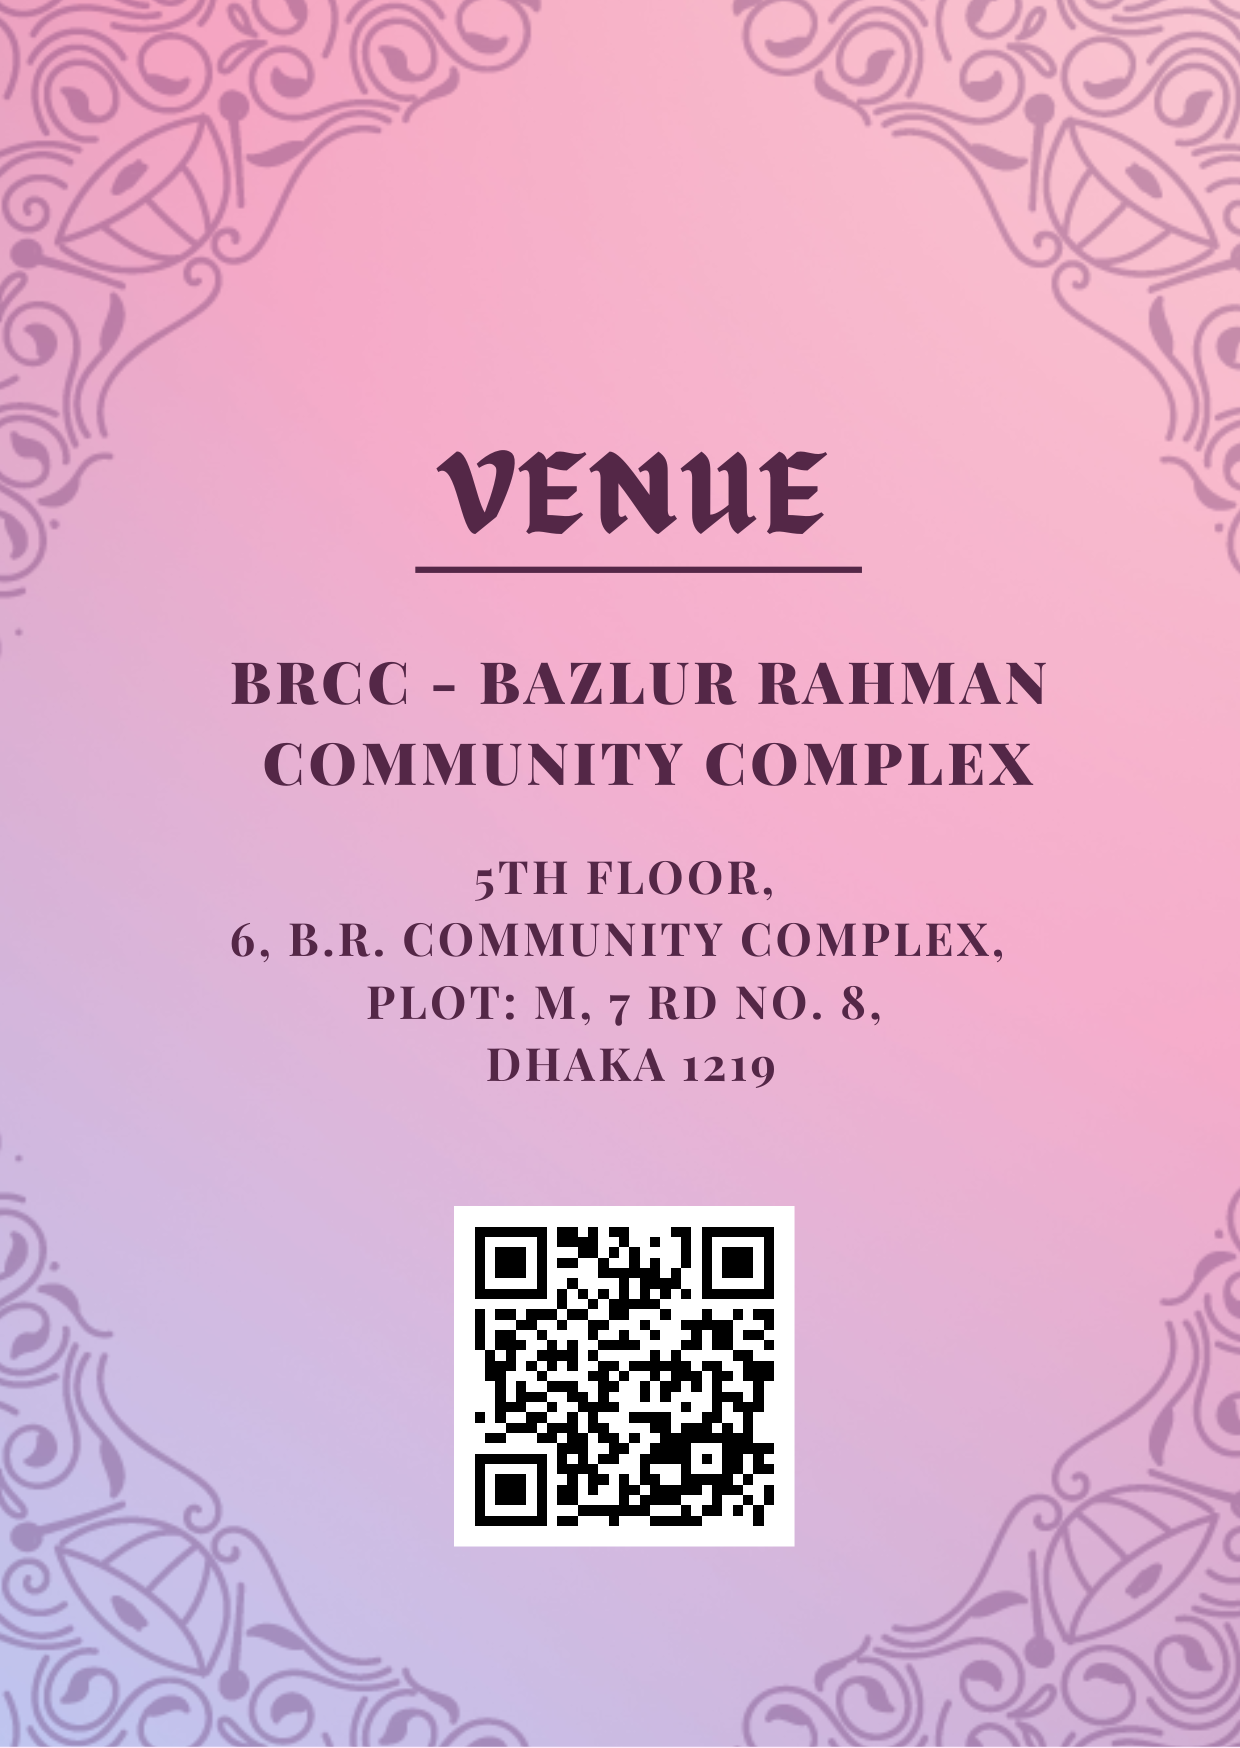 VENUE
BRCC - BAZLUR RAHMAN
COMMUNITY COMPLEX
5TH FLOOR,
6, B.R. COMMUNITY COMPLEX,
PLOT: M, 7 RD NO. 8,
DHAKA 1219